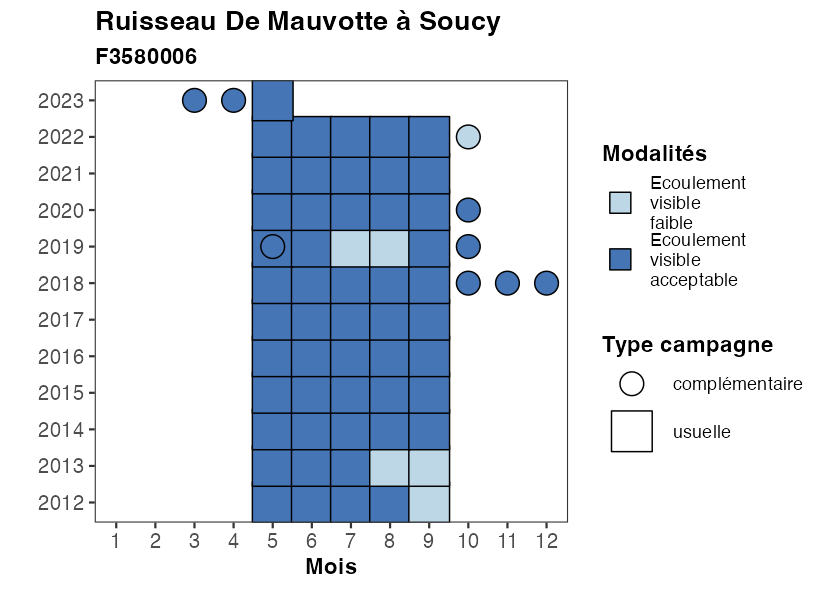 Ruisseau De Mauvotte à Soucy
F3580006
2023
2022
2021
2020
2019
2018
2017
2016
2015
2014
2013
2012
1 2 3 4 5 6 7 8 9 10 11 12
Mois
Modalités
Ecoulement
visible
faible
Ecoulement
visible
acceptable
Type campagne
complémentaire
usuelle